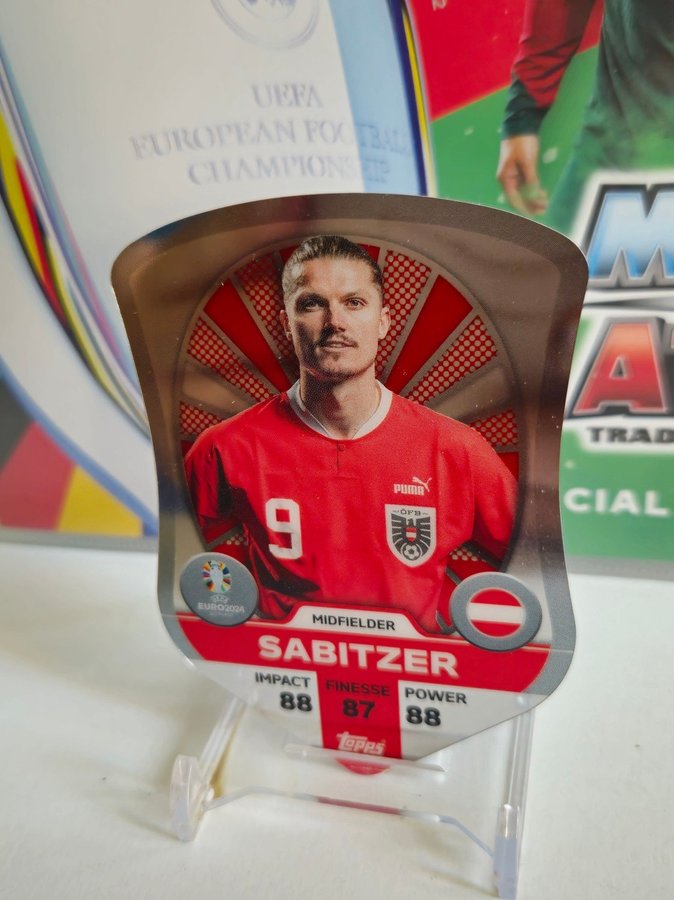 UEFA
EUROPEAN FOOTBALL
CHAMPIONSHIP
TRAD
CIAL
PUMA
ÖFB
9
EURO2024
MIDFIELDER
SABITZER
IMPACT FINESSE POWER
88 87 88
Topps